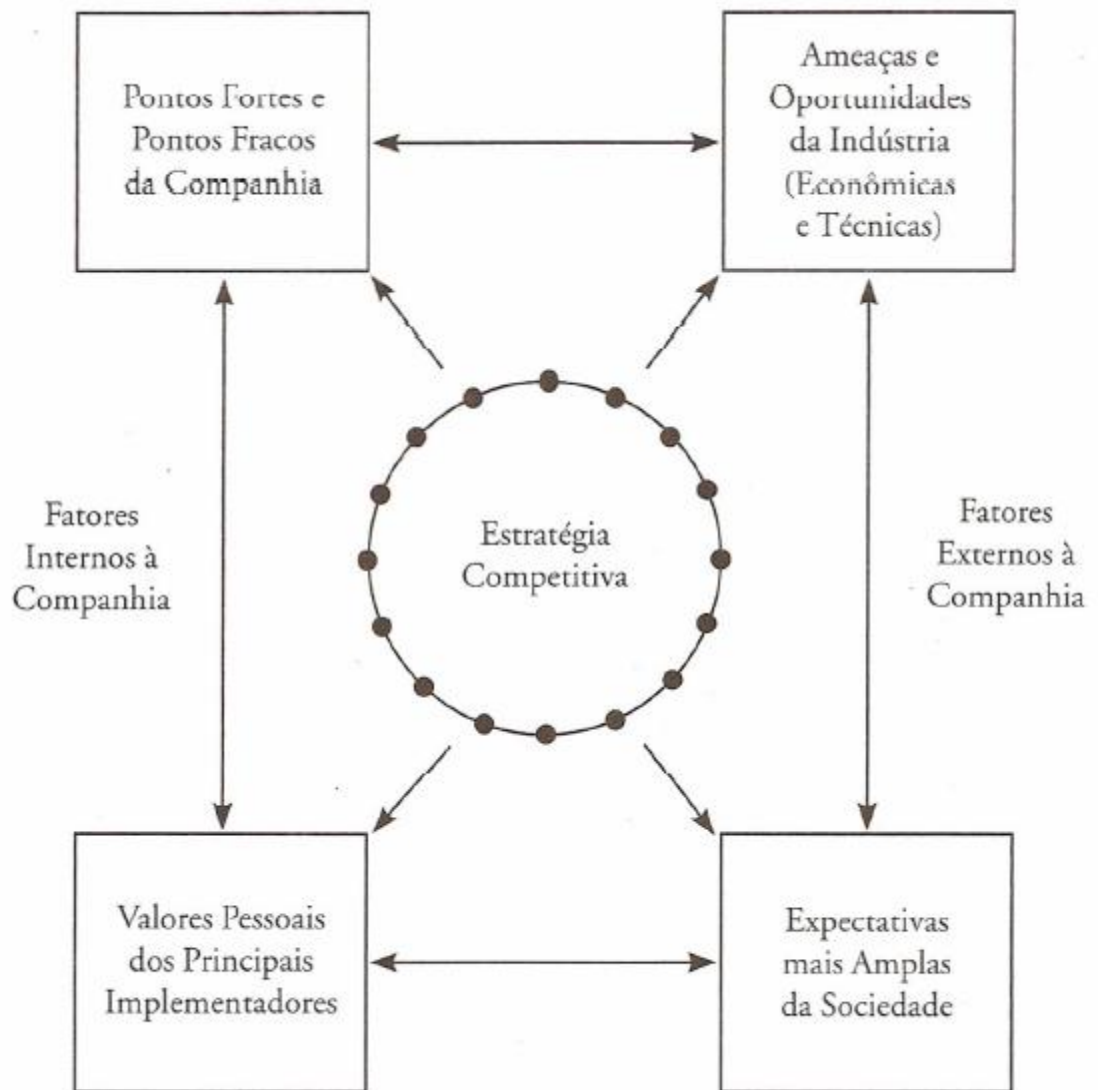 Pontos Fortes e
Pontos Fracos
da Companhia
Ameaças e
Oportunidades
da Indústria
(Econômicas
e Técnicas)
Fatores
Internos à
Companhia
Estratégia
Competitiva
Fatores
Externos à
Companhia
Valores Pessoais
dos Principais
Implementadores
Expectativas
mais Amplas
da Sociedade